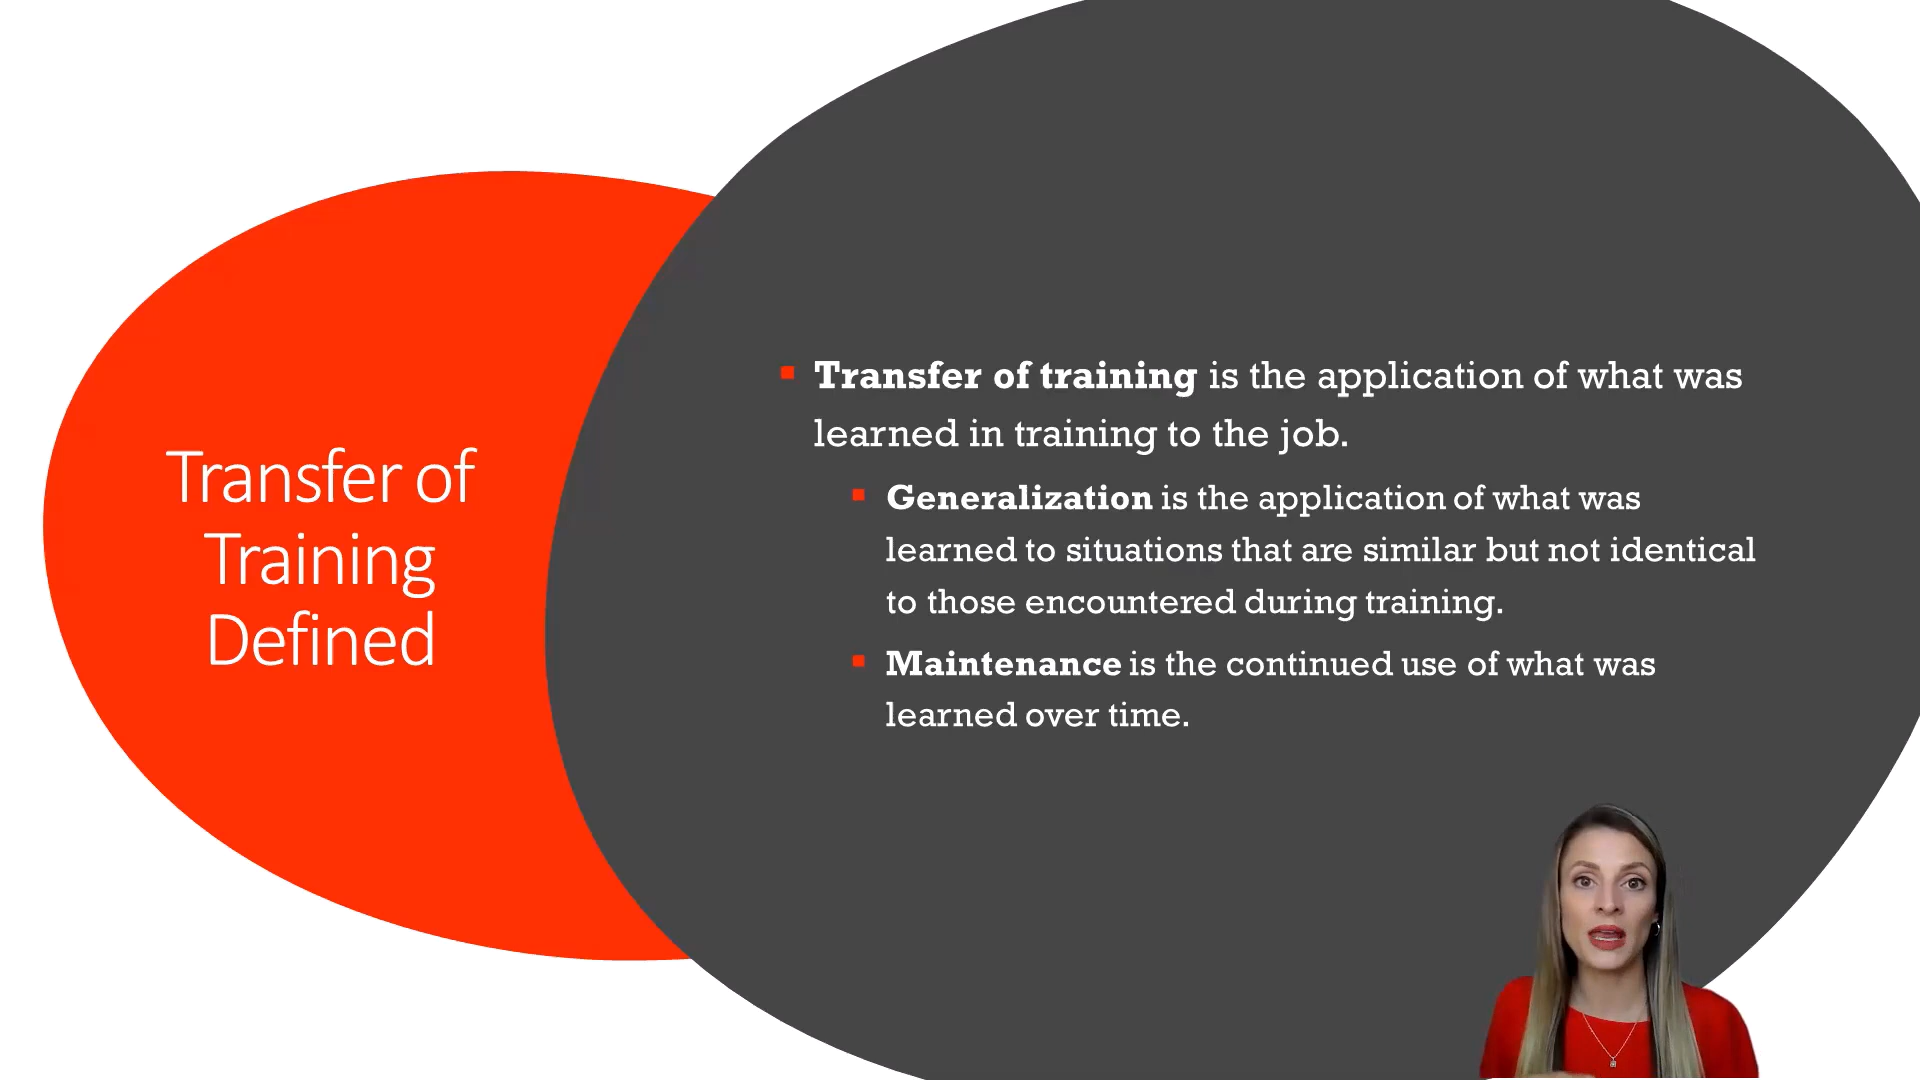 Transfer of
Training
Defined
Transfer of training is the application of what was
learned in training to the job.
Generalization is the application of what was
learned to situations that are similar but not identical
to those encountered during training.
Maintenance is the continued use of what was
learned over time.